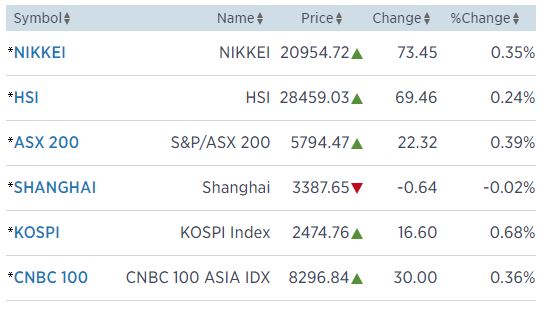 Symbol Name Price Change %Change
*NIKKEI NIKKEI 20954.72 73.45 0.35%
*HSI HSI 28459.03 69.46 0.24%
*ASX 200 S&P/ASX 200 5794.47 22.32 0.39%
*SHANGHAI Shanghai 3387.65 -0.64 -0.02%
*KOSPI KOSPI Index 2474.76 16.60 0.68%
*CNBC 100 CNBC 100 ASIA IDX 8296.84 30.00 0.36%